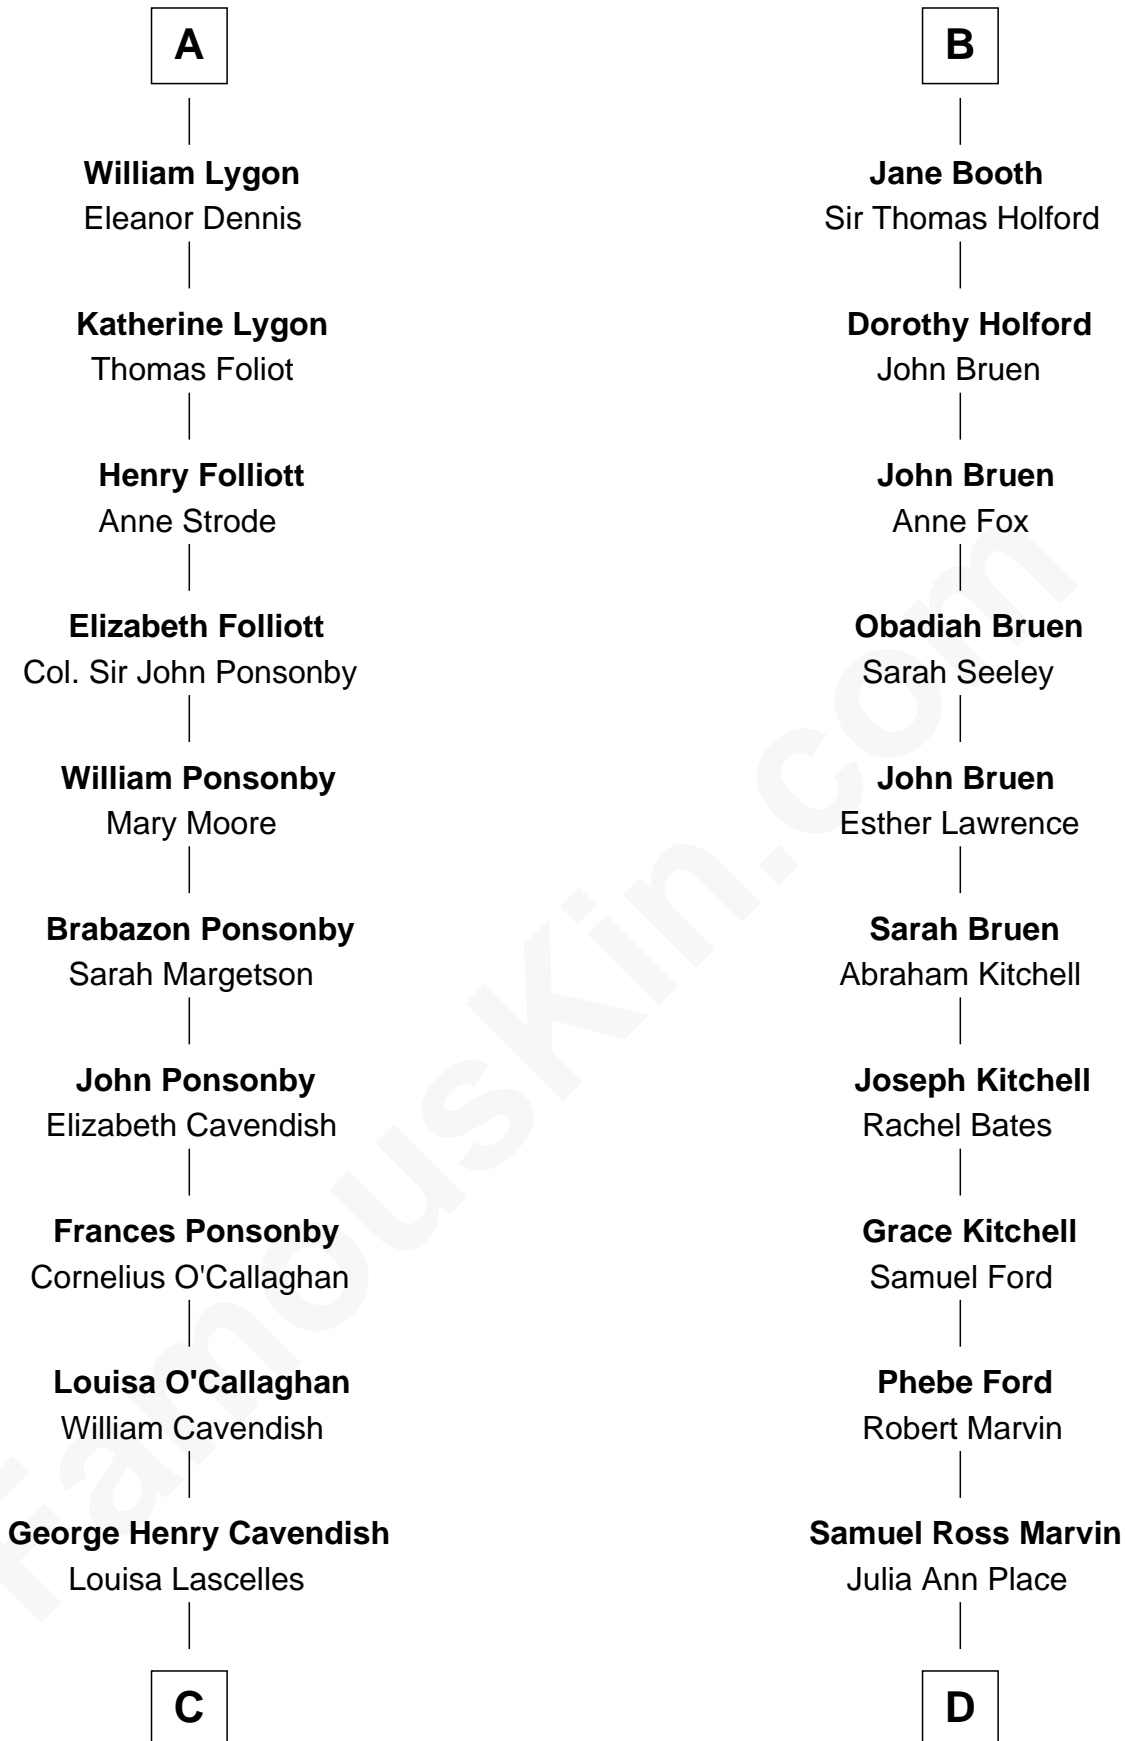 A
William Lygon
Eleanor Dennis
Katherine Lygon
Thomas Foliot
Henry Folliott
Anne Strode
Elizabeth Folliott
Col. Sir John Ponsonby
William Ponsonby
Mary Moore
Brabazon Ponsonby
Sarah Margetson
John Ponsonby
Elizabeth Cavendish
Frances Ponsonby
Cornelius O'Callaghan
Louisa O'Callaghan
William Cavendish
George Henry Cavendish
Louisa Lascelles
C
B
Jane Booth
Sir Thomas Holford
Dorothy Holford
John Bruen
John Bruen
Anne Fox
Obadiah Bruen
Sarah Seeley
John Bruen
Esther Lawrence
Sarah Bruen
Abraham Kitchell
Joseph Kitchell
Rachel Bates
Grace Kitchell
Samuel Ford
Phebe Ford
Robert Marvin
Samuel Ross Marvin
Julia Ann Place
D
FamousKin.com